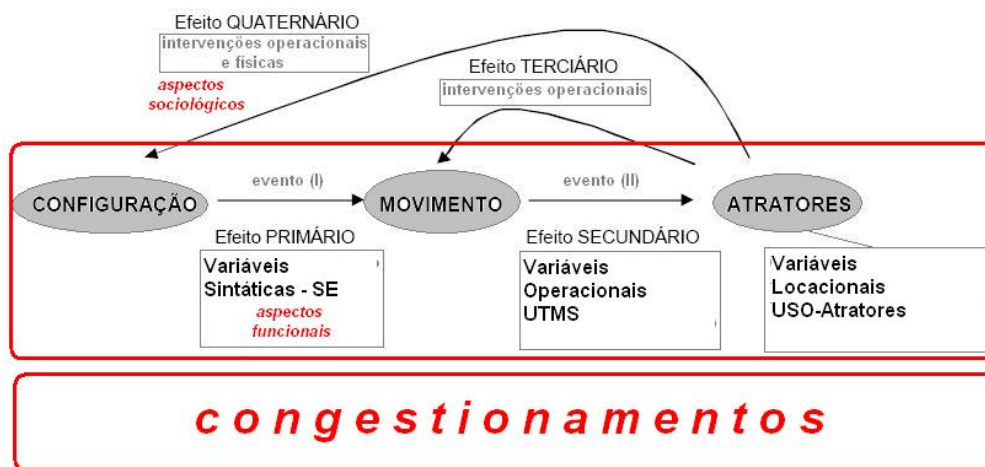 Efeito QUATERNÁRIO
intervenções operacionais
e físicas
aspectos
sociológicos
Efeito TERCIÁRIO
intervenções operacionais
CONFIGURAÇÃO
evento (I)
MOVIMENTO
evento (II)
ATRATORES
Efeito PRIMÁRIO
Variáveis
Sintáticas - SE
aspectos
funcionais
Efeito SECUNDÁRIO
Variáveis
Operacionais
UTMS
Variáveis
Locacionais
USO-Atratores
congestionamentos